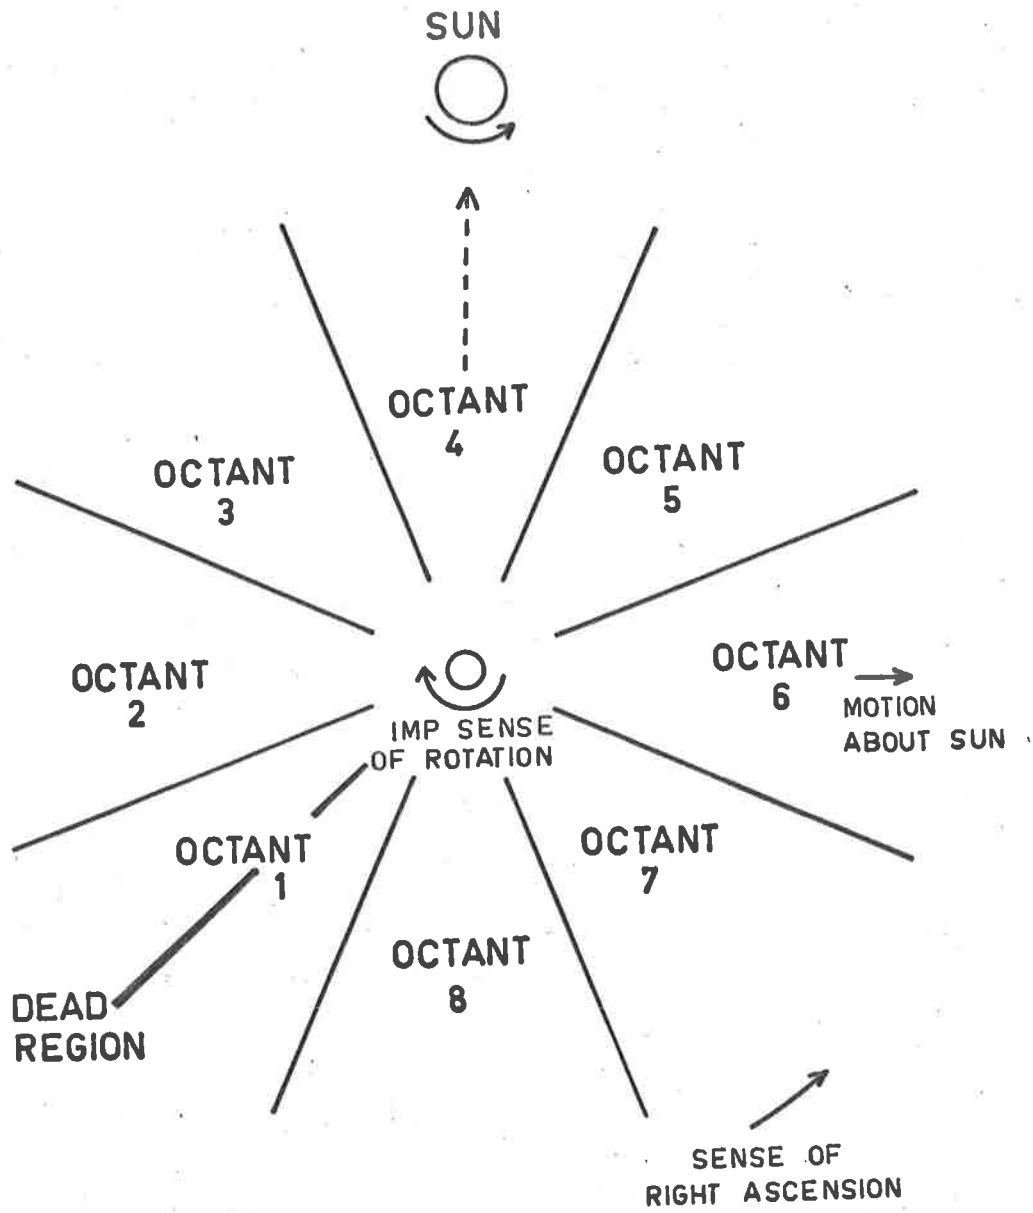 SUN
OCTANT
4
OCTANT
3
OCTANT
5
OCTANT
2
OCTANT
6
MOTION
ABOUT SUN
IMP SENSE
OF ROTATION
OCTANT
1
OCTANT
7
OCTANT
8
DEAD
REGION
SENSE OF
RIGHT ASCENSION